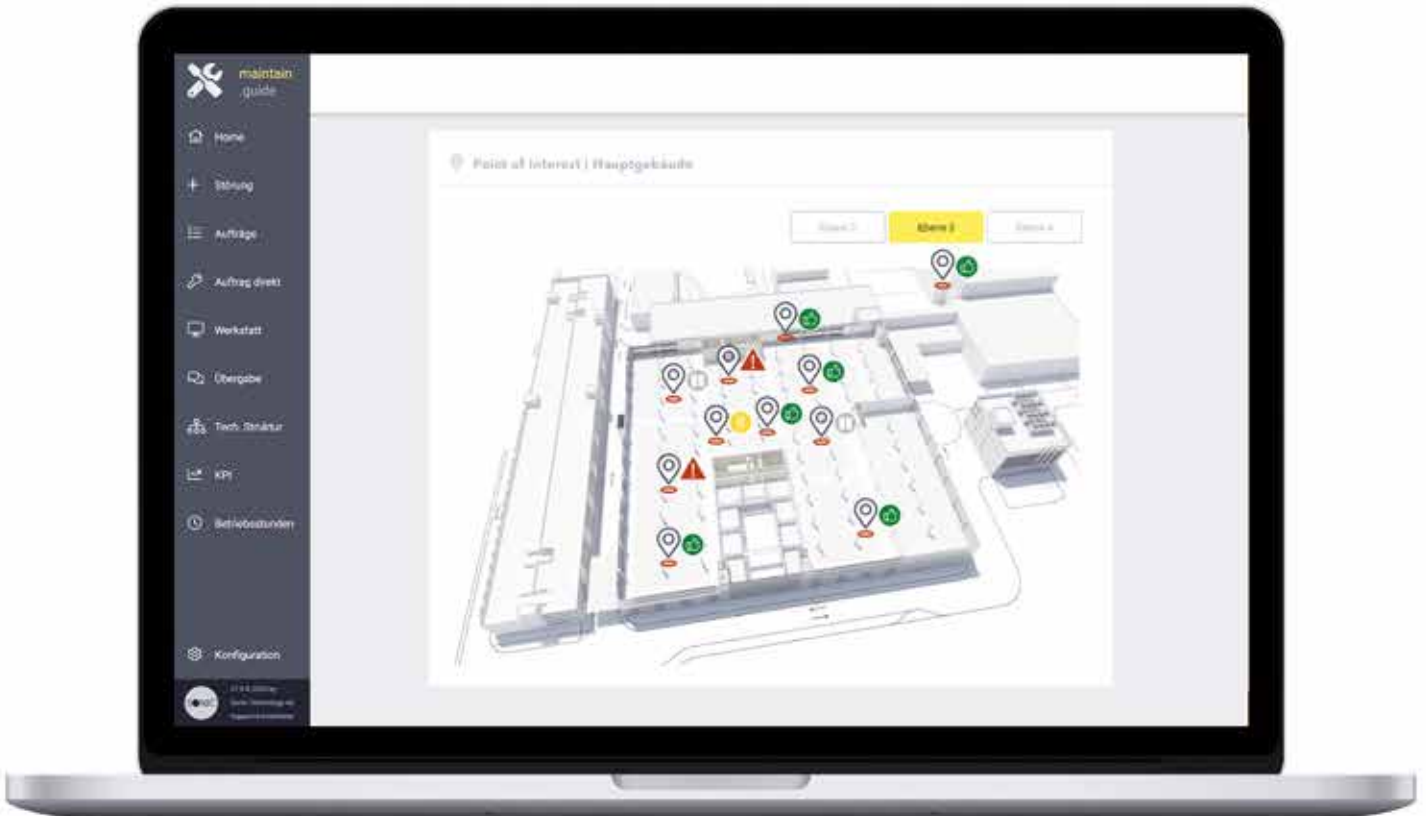 maintain
.guide
Home
Störung
Aufträge
Auftrag direkt
Werkstatt
Übergabe
Tech. Struktur
KPI
Betriebsstunden
Konfiguration
Point of Interest | Hauptgebäude
Ebene 3